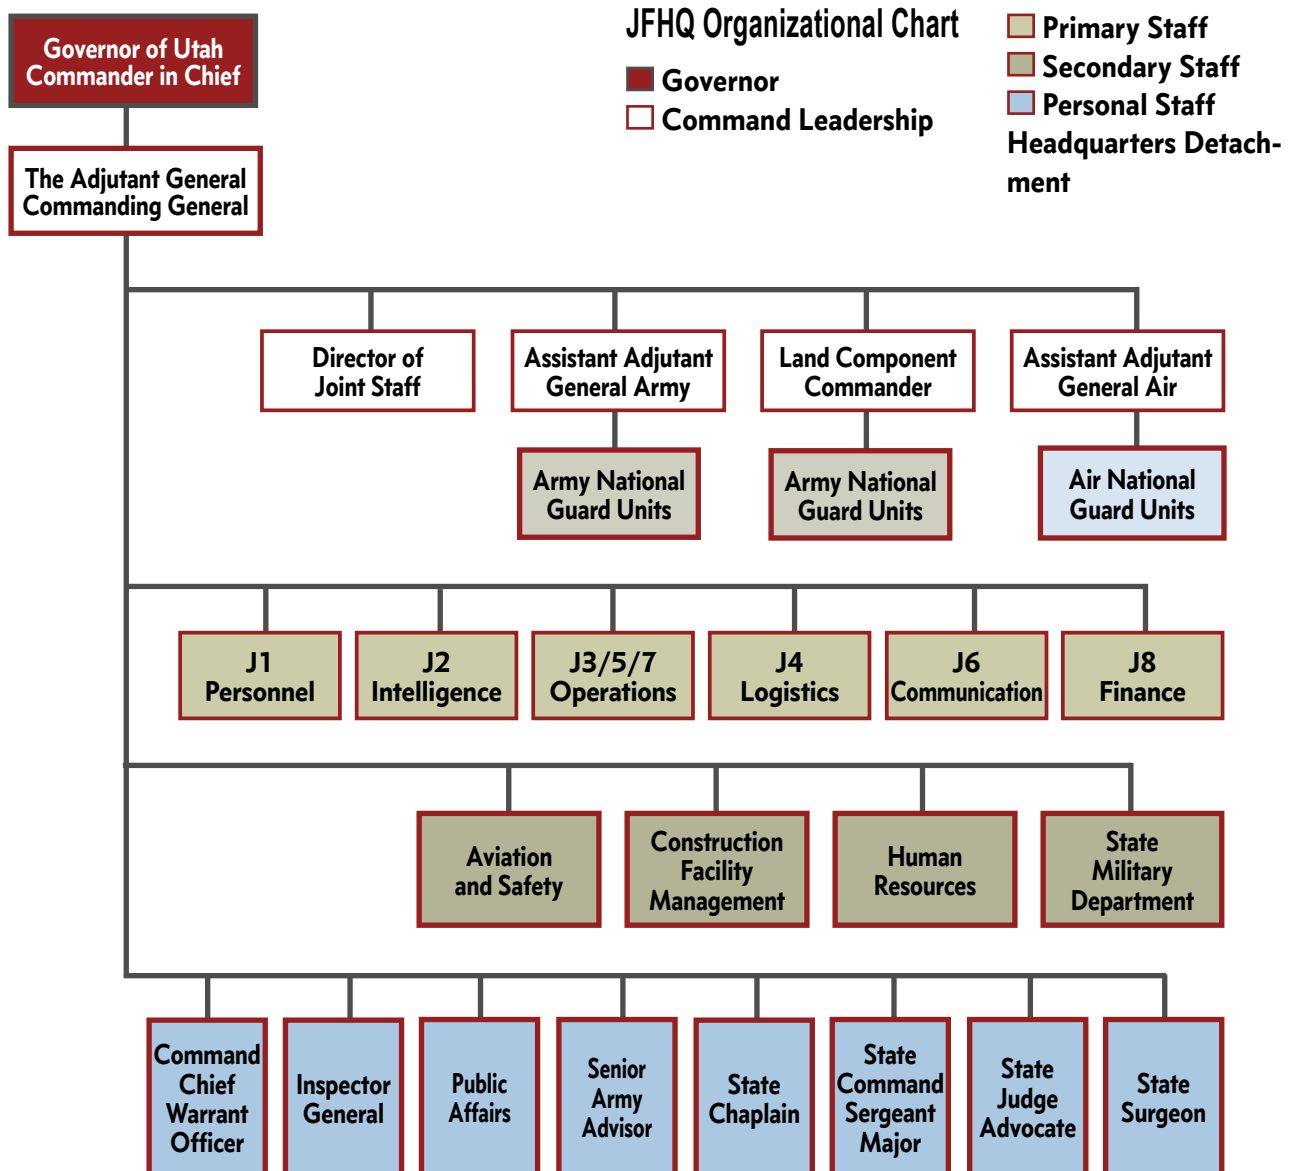 JFHQ Organizational Chart
Governor
Command Leadership
Primary Staff
Secondary Staff
Personal Staff
Headquarters Detach-
ment
Governor of Utah
Commander in Chief
The Adjutant General
Commanding General
Director of
Joint Staff
Assistant Adjutant
General Army
Land Component
Commander
Assistant Adjutant
General Air
Army National
Guard Units
Army National
Guard Units
Air National
Guard Units
J1
Personnel
J2
Intelligence
J3/5/7
Operations
J4
Logistics
J6
Communication
J8
Finance
Aviation
and Safety
Construction
Facility
Management
Human
Resources
State
Military
Department
Command
Chief
Warrant
Officer
Inspector
General
Public
Affairs
Senior
Army
Advisor
State
Chaplain
State
Command
Sergeant
Major
State
Judge
Advocate
State
Surgeon